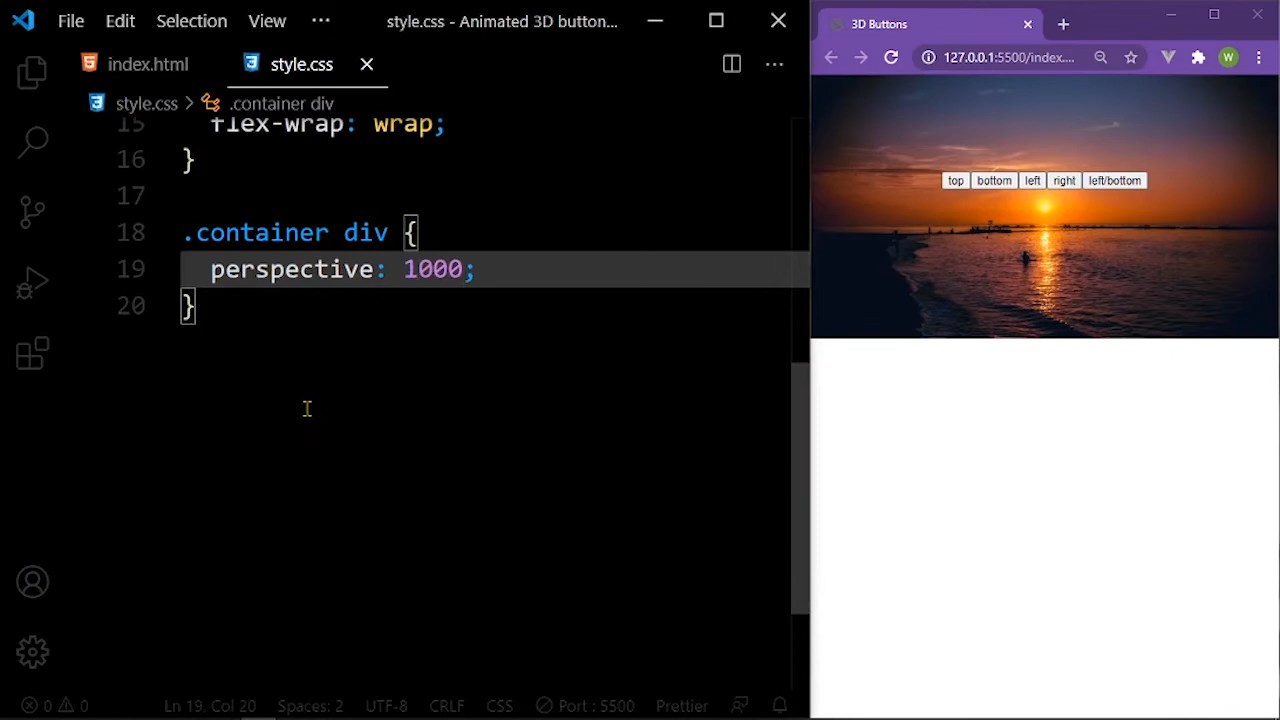 File Edit Selection View ··· style.css - Animated 3D button...
index.html style.css
style.css > .container div
15 flex-wrap: wrap;
16 }
17
18 .container div {
19 perspective: 1000;
20 }
0 0 Ln 19, Col 20 Spaces: 2 UTF-8 CRLF CSS Port : 5500 Prettier
3D Buttons
127.0.0.1:5500/index.... W
top bottom left right left/bottom